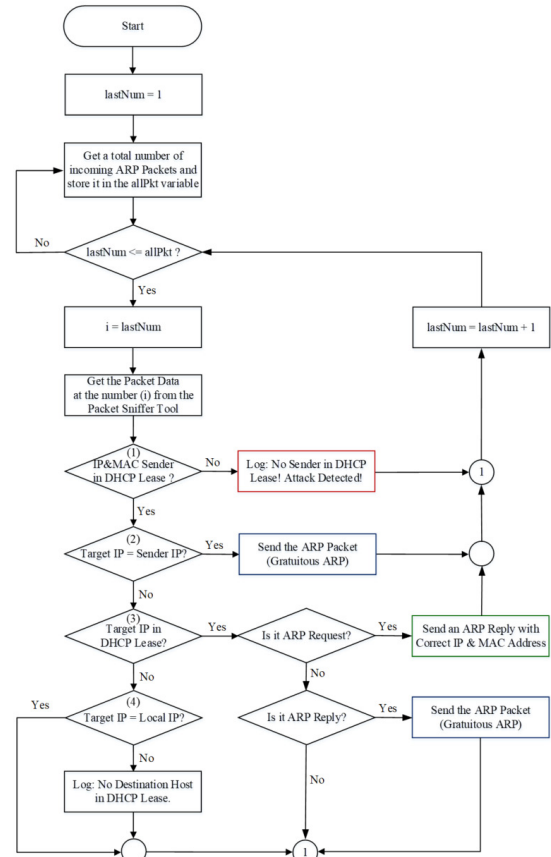 Start
lastNum = 1
Get a total number of
incoming ARP Packets and
store it in the allPkt variable
No
lastNum <= allPkt ?
Yes
i = lastNum
lastNum = lastNum + 1
Get the Packet Data
at the number (i) from the
Packet Sniffer Tool
(1)
IP&MAC Sender
in DHCP Lease ?
No
Log: No Sender in DHCP
Lease! Attack Detected!
1
Yes
(2)
Target IP = Sender IP?
Yes
Send the ARP Packet
(Gratuitous ARP)
No
(3)
Target IP in
DHCP Lease?
Yes
Is it ARP Request?
Yes
Send an ARP Reply with
Correct IP & MAC Address
No
No
Yes
(4)
Target IP = Local IP?
Is it ARP Reply?
Yes
Send the ARP Packet
(Gratuitous ARP)
No
Log: No Destination Host
in DHCP Lease.
No
1